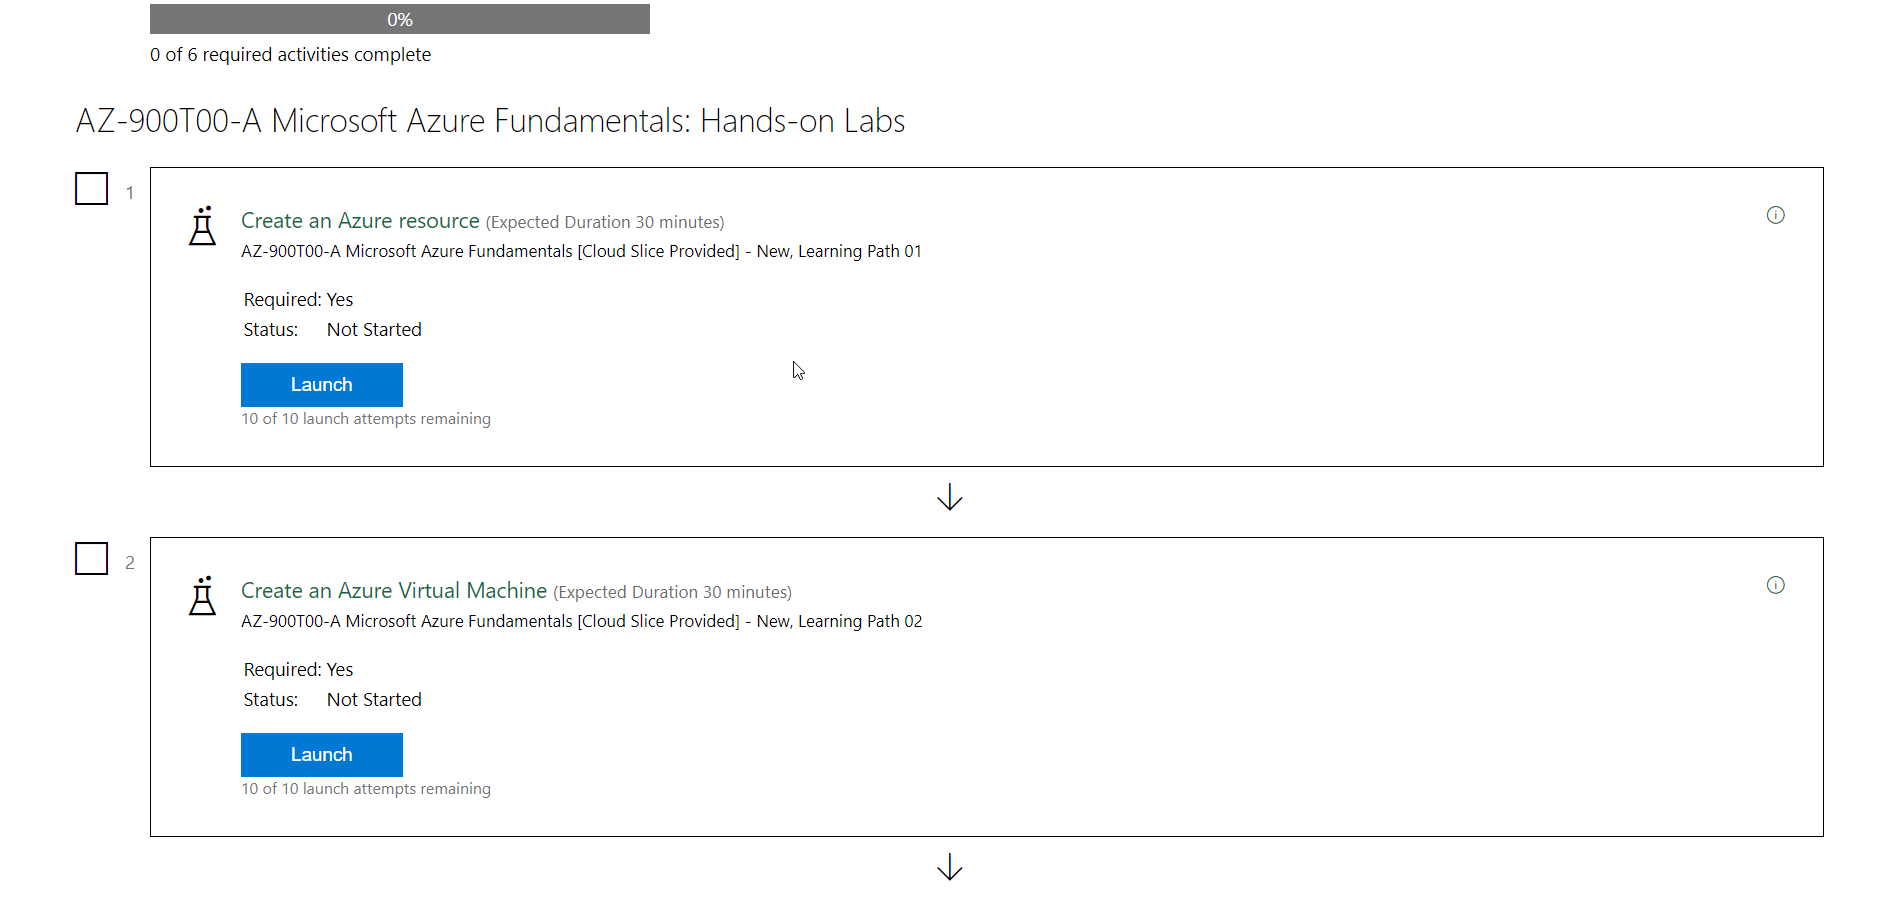 0%
0 of 6 required activities complete
AZ-900T00-A Microsoft Azure Fundamentals: Hands-on Labs
1
Create an Azure resource (Expected Duration 30 minutes)
AZ-900T00-A Microsoft Azure Fundamentals [Cloud Slice Provided] - New, Learning Path 01
Required: Yes
Status: Not Started
Launch
10 of 10 launch attempts remaining
2
Create an Azure Virtual Machine (Expected Duration 30 minutes)
AZ-900T00-A Microsoft Azure Fundamentals [Cloud Slice Provided] - New, Learning Path 02
Required: Yes
Status: Not Started
Launch
10 of 10 launch attempts remaining